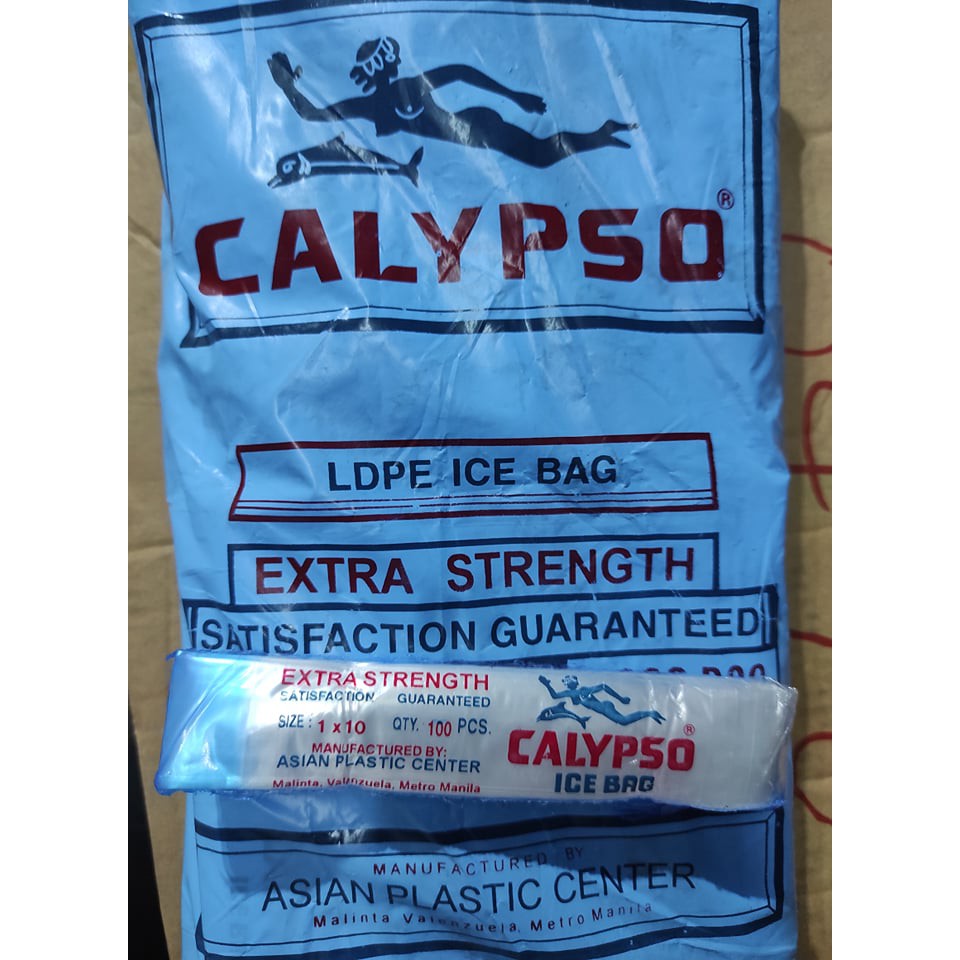 CALYPSO ®
LDPE ICE BAG
EXTRA STRENGTH
SATISFACTION GUARANTEED
EXTRA STRENGTH
SATISFACTION GUARANTEED
SIZE : 1 x 10 QTY. 100 PCS.
MANUFACTURED BY:
ASIAN PLASTIC CENTER
Malinta, Valenzuela, Metro Manila
CALYPSO ®
ICE BAG
MANUFACTURED BY
ASIAN PLASTIC CENTER
Malinta Valenzuela, Metro Manila